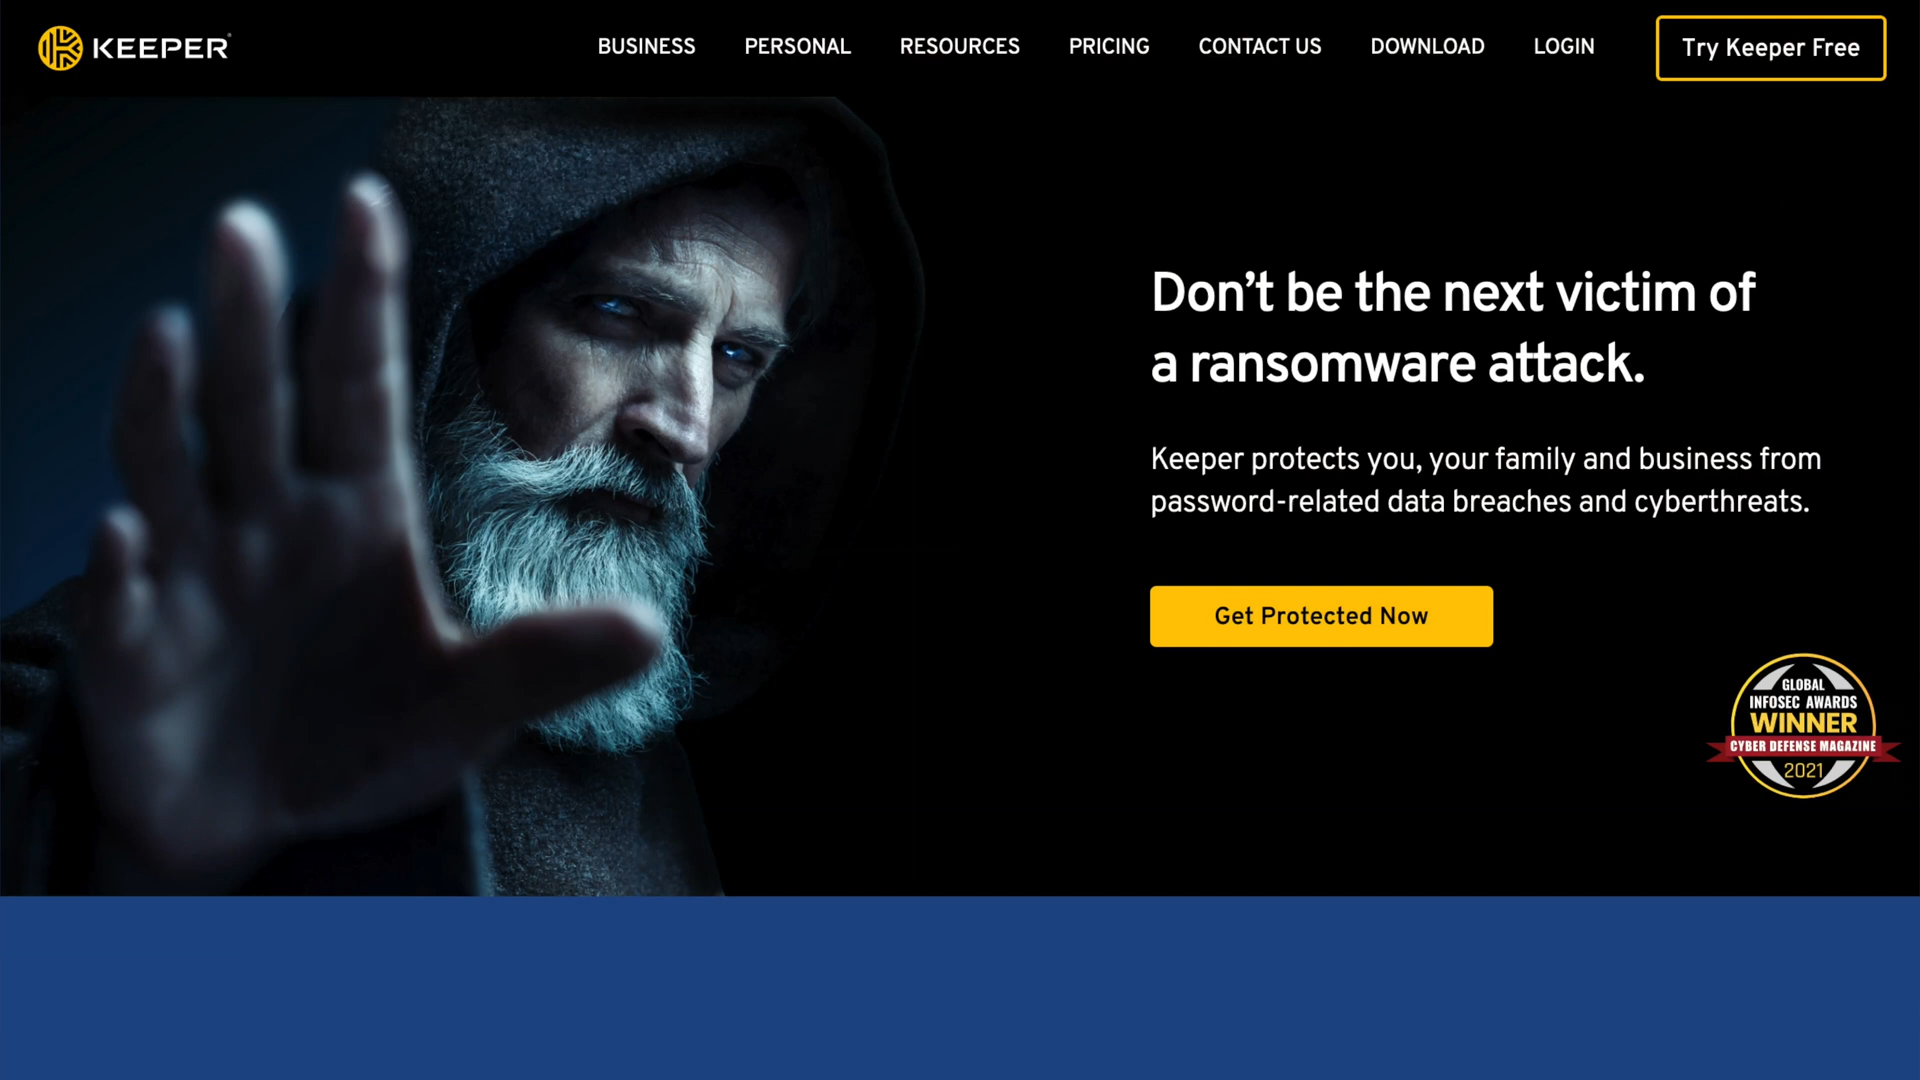 KEEPER
BUSINESS
PERSONAL
RESOURCES
PRICING
CONTACT US
DOWNLOAD
LOGIN
Try Keeper Free
Don’t be the next victim of
a ransomware attack.
Keeper protects you, your family and business from
password-related data breaches and cyberthreats.
Get Protected Now
GLOBAL
INFOSEC AWARDS
WINNER
CYBER DEFENSE MAGAZINE
2021